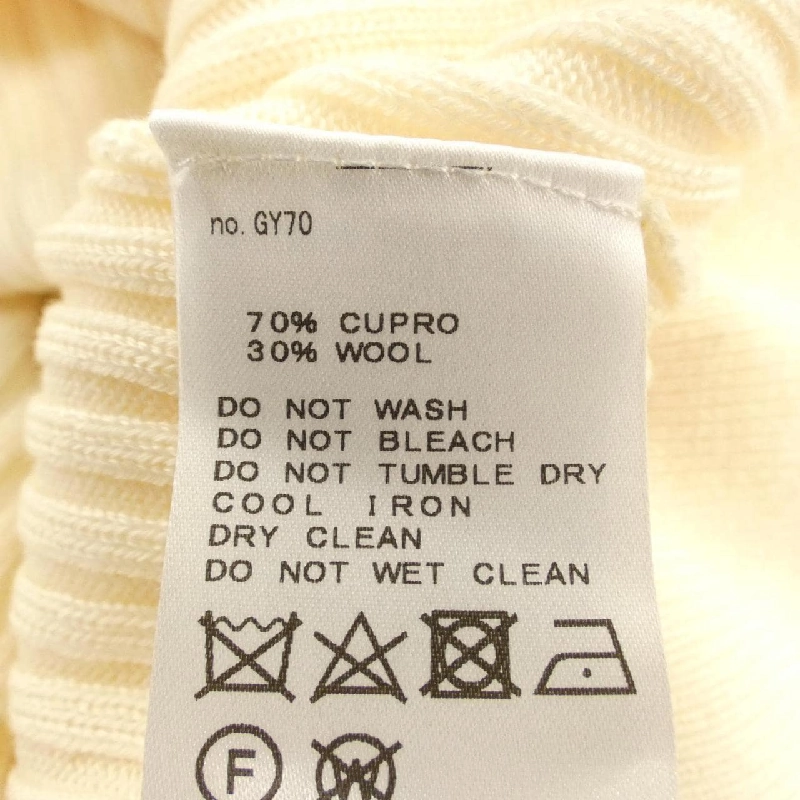 no. GY70
70% CUPRO
30% WOOL
DO NOT WASH
DO NOT BLEACH
DO NOT TUMBLE DRY
COOL IRON
DRY CLEAN
DO NOT WET CLEAN
F W